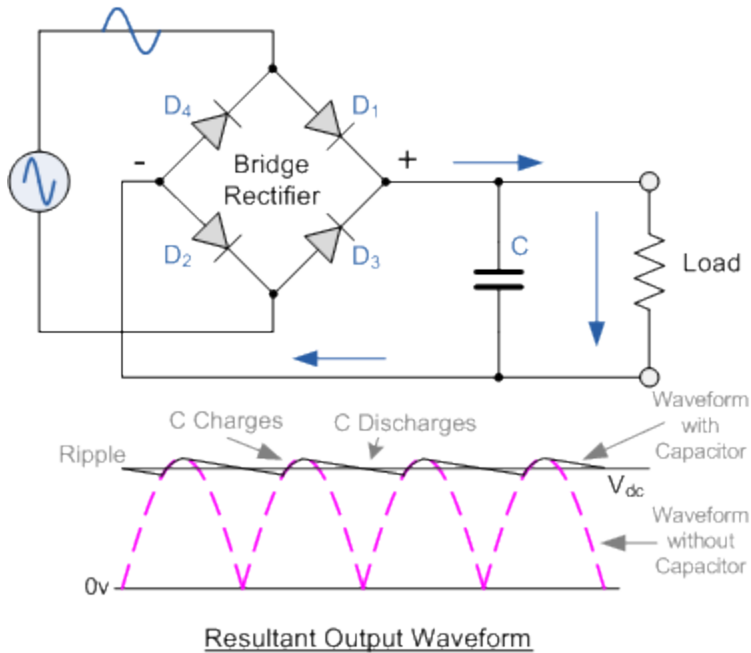 D4
D1
-
+
Bridge
Rectifier
D2
D3
C
Load
C Charges
C Discharges
Waveform
with
Capacitor
Ripple
Vdc
Waveform
without
Capacitor
0v
Resultant Output Waveform